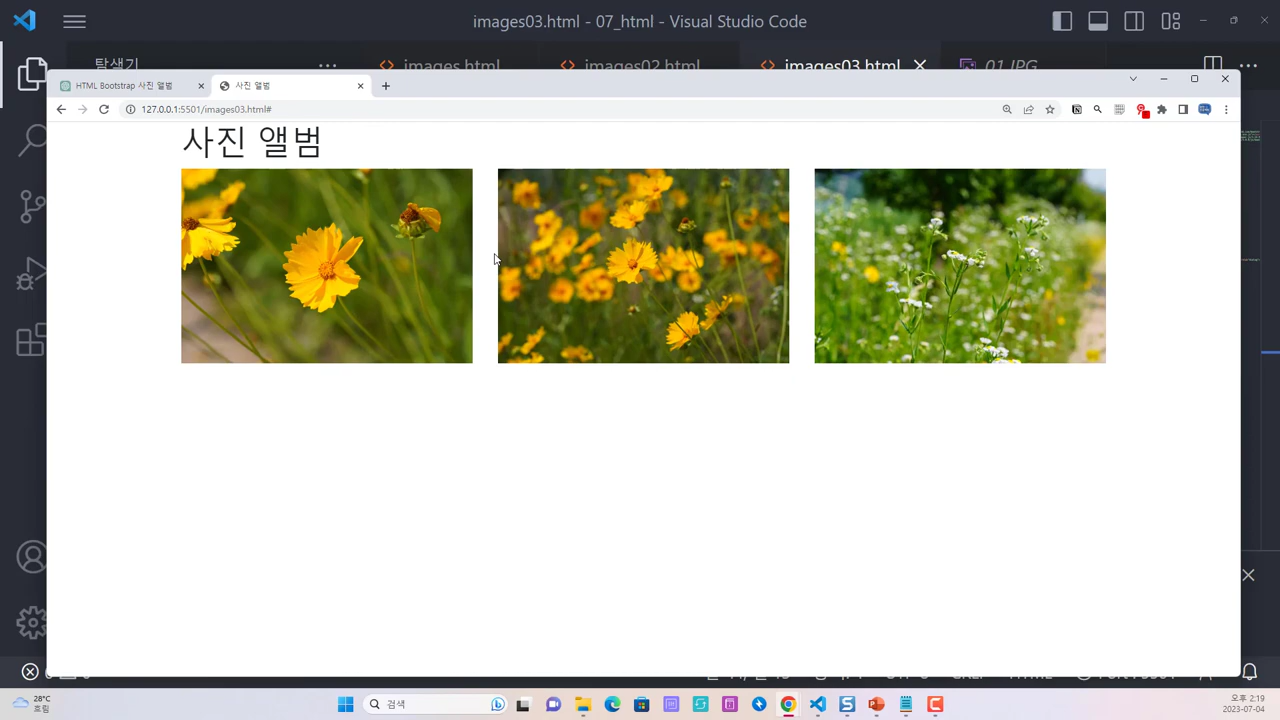 images03.html - 07_html - Visual Studio Code
탐색기
images.html
images02.html
images03.html
01.JPG
HTML Bootstrap 사진 앨범
사진 앨범
127.0.0.1:5501/images03.html#
사진 앨범
28°C
흐림
검색
오후 2:19
2023-07-04